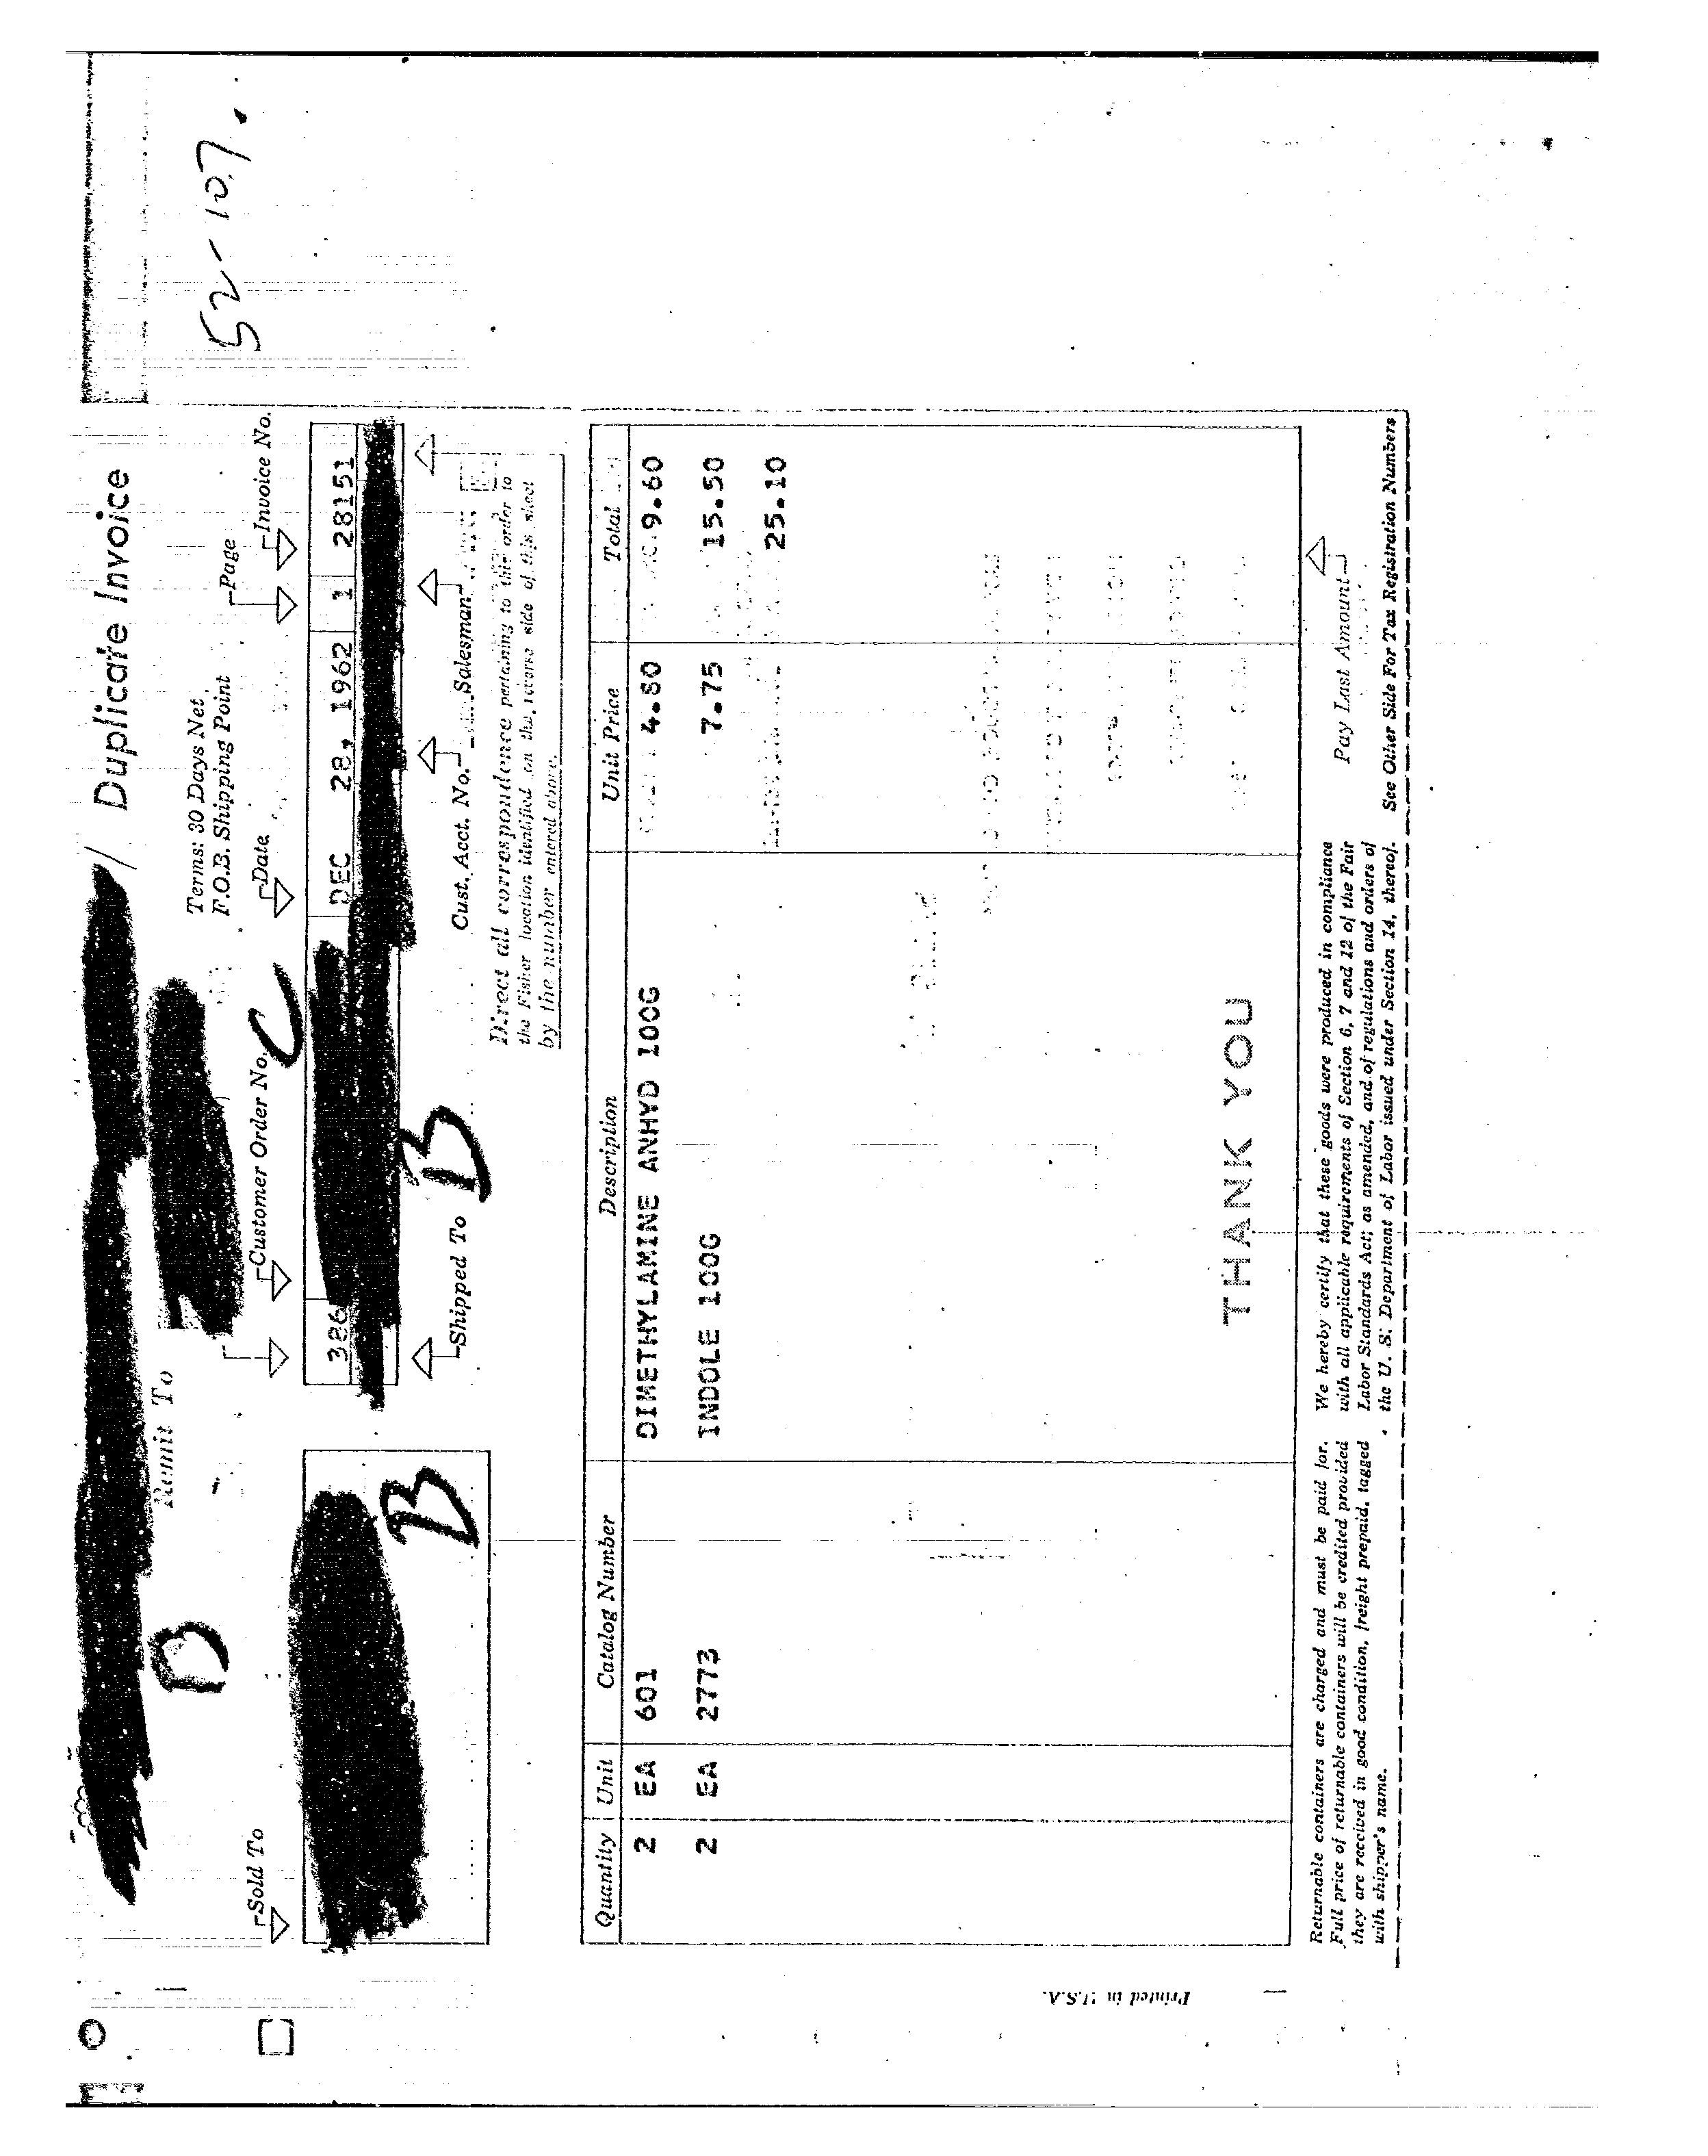 52-107.
Duplicate Invoice
Remit To
Terms: 30 Days Net
F.O.B. Shipping Point
D
Sold To
Customer Order No.
C
Date
Page
Invoice No.
386
DEC 28, 1962
1
28151
B
B
Shipped To
Cust. Acct. No.
Salesman
Direct all correspondence pertaining to this order to
the Fisher location identified on the reverse side of this sheet
by the number entered above.
Quantity Unit Catalog Number Description Unit Price Total
2 EA 601 DIMETHYLAMINE ANHYD 100G 4.80 9.60
2 EA 2773 INDOLE 100G 7.75 15.50
25.10
THANK YOU
Pay Last Amount
Returnable containers are charged and must be paid for.
Full price of returnable containers will be credited provided
they are received in good condition, freight prepaid, tagged
with shipper's name.
We hereby certify that these goods were produced in compliance
with all applicable requirements of Section 6, 7 and 12 of the Fair
Labor Standards Act, as amended, and of regulations and orders of
the U. S. Department of Labor issued under Section 14, thereof.
See Other Side For Tax Registration Numbers
Printed in U.S.A.